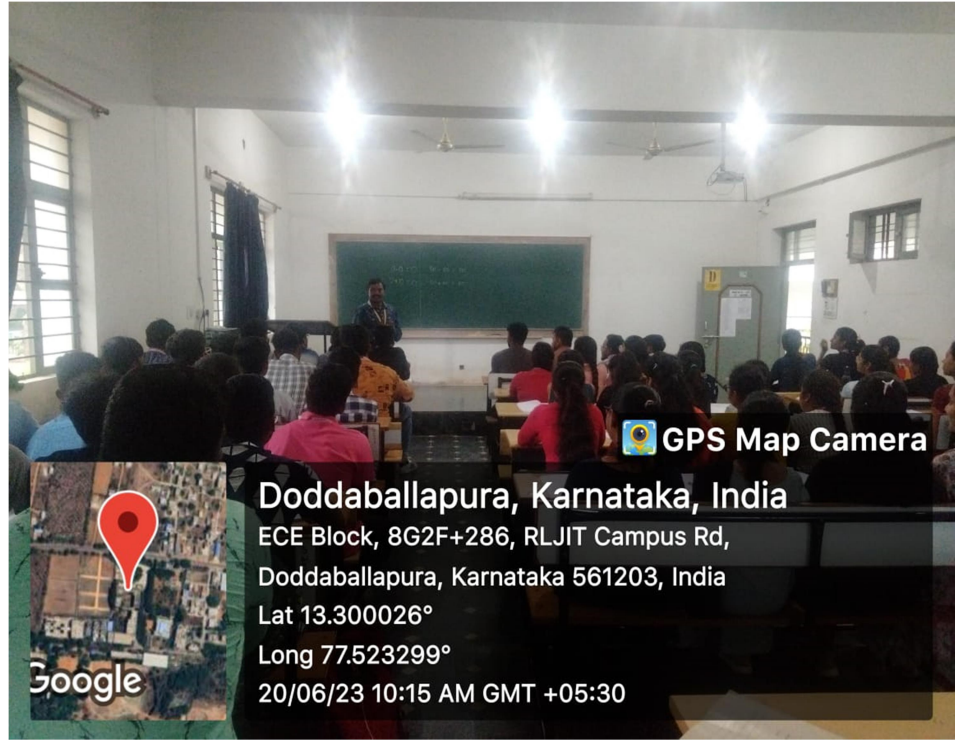 GPS Map Camera
Doddaballapura, Karnataka, India
ECE Block, 8G2F+286, RLJIT Campus Rd,
Doddaballapura, Karnataka 561203, India
Lat 13.300026°
Long 77.523299°
20/06/23 10:15 AM GMT +05:30
Google